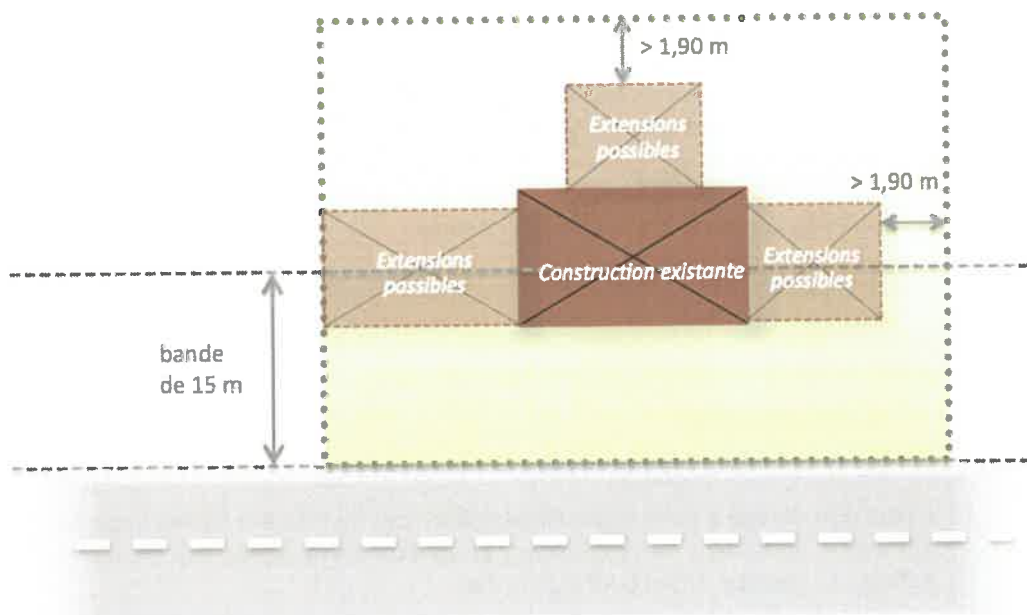 > 1,90 m
Extensions
possibles
> 1,90 m
Extensions
possibles
Construction existante
Extensions
possibles
bande
de 15 m